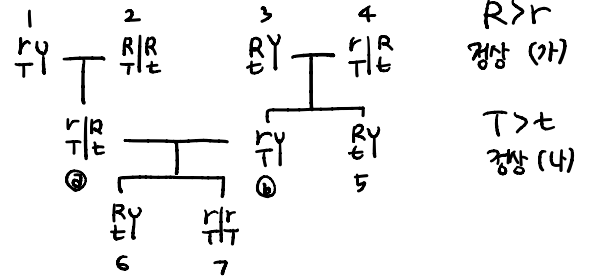 1 2 3 4
r Y R|R R Y r|R
T T|t t T|t
r|R r Y R Y
T|t T t
ⓐ ⓑ 5
R Y r|r
t T|T
6 7
R>r
정상 (가)
T>t
정상 (나)